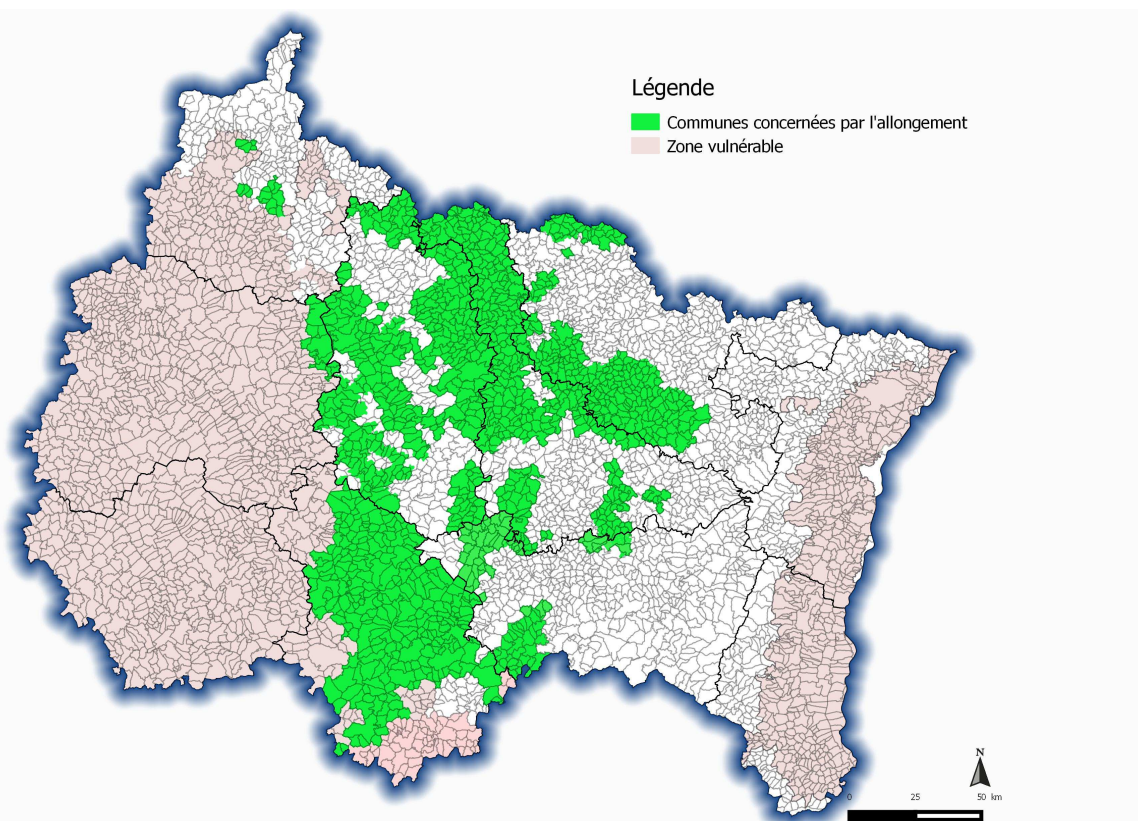 Légende
Communes concernées par l'allongement
Zone vulnérable
N
0 25 50 km